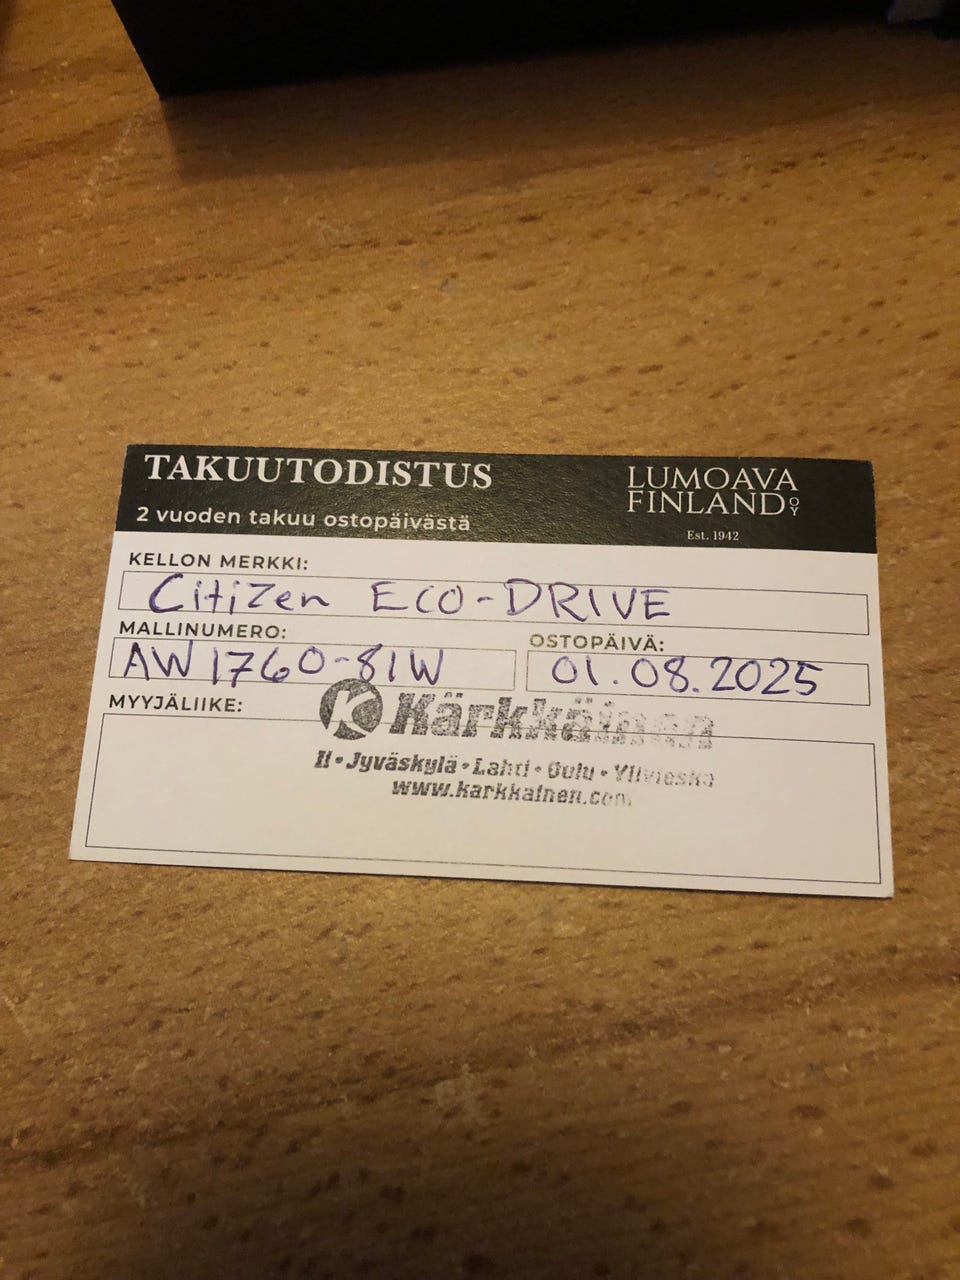 TAKUUTODISTUS
2 vuoden takuu ostopäivästä
LUMOAVA
FINLAND OY
Est. 1942
KELLON MERKKI:
Citizen ECO-DRIVE
MALLINUMERO:
AW1760-81W
OSTOPÄIVÄ:
01.08.2025
MYYJÄLIIKE:
K Kärkkäinen
Ii • Jyväskylä • Lahti • Oulu • Ylivieska
www.karkkainen.com